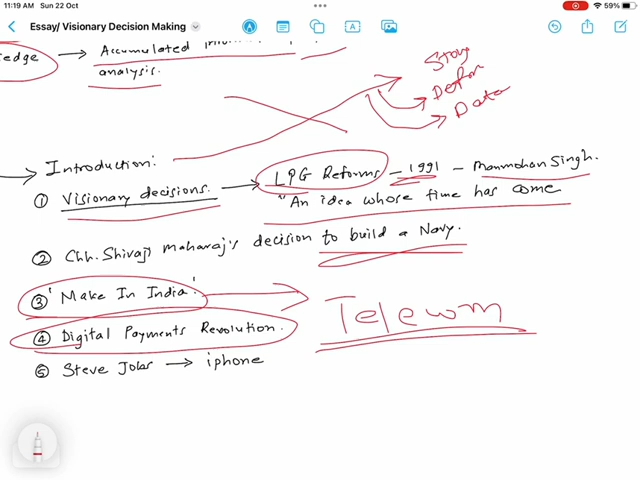 11:19 AM Sun 22 Oct
59%
Essay/ Visionary Decision Making
edge → Accumulated
analysis.
Story
Data
→ Introduction:
① Visionary decisions. → LPG Reforms - 1991 - Manmohan Singh.
"An idea whose time has come
② Chh. Shivaji Maharaj's decision to build a Navy.
③ 'Make In India'
Telecom
④ Digital Payments Revolution.
⑤ Steve Jobs → iphone